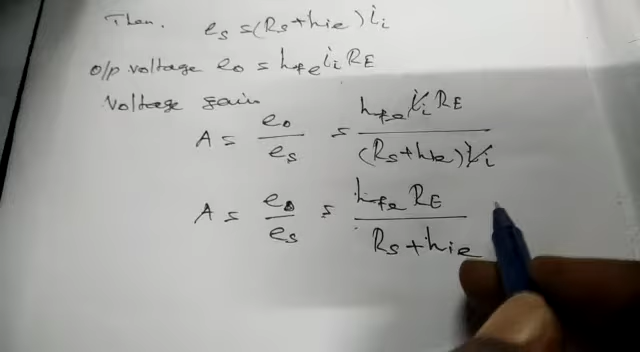 Then. es = (Rs + hie) ii
o/p voltage eo = hfe ii RE
Voltage gain
A = eo / es = hfe ii RE / (Rs + hie) ii
A = eo / es = hfe RE / Rs + hie